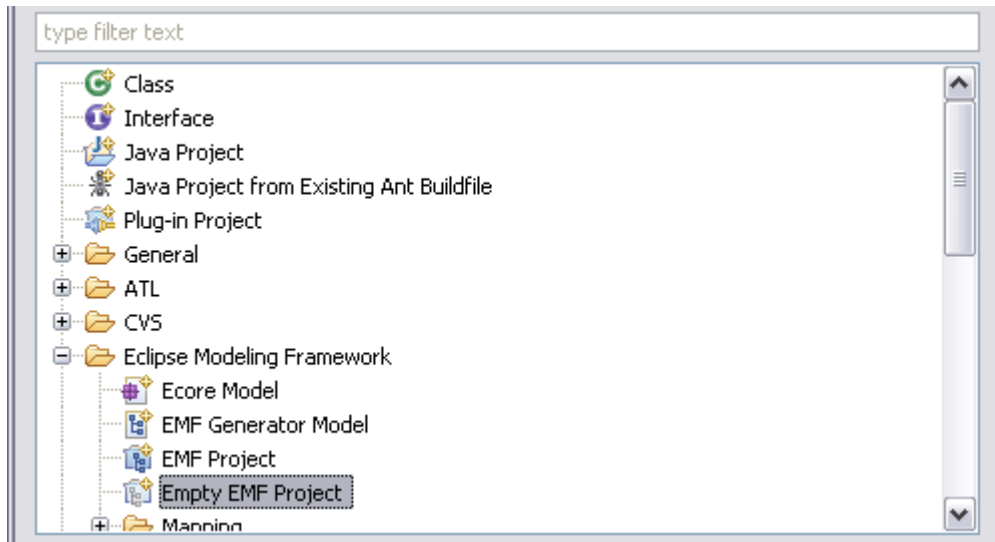 type filter text
Class
Interface
Java Project
Java Project from Existing Ant Buildfile
Plug-in Project
General
ATL
CVS
Eclipse Modeling Framework
Ecore Model
EMF Generator Model
EMF Project
Empty EMF Project
Mapping